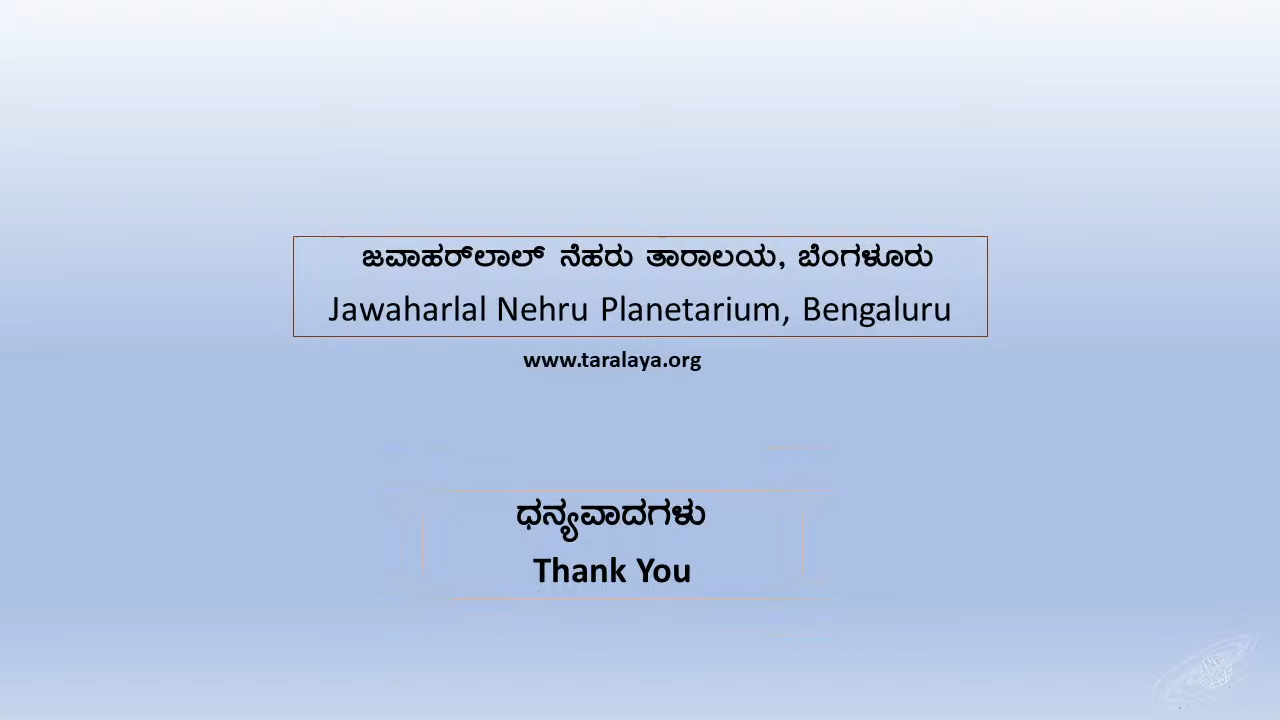 ಜವಾಹರ್‌ಲಾಲ್ ನೆಹರು ತಾರಾಲಯ, ಬೆಂಗಳೂರು
Jawaharlal Nehru Planetarium, Bengaluru
www.taralaya.org
ಧನ್ಯವಾದಗಳು
Thank You